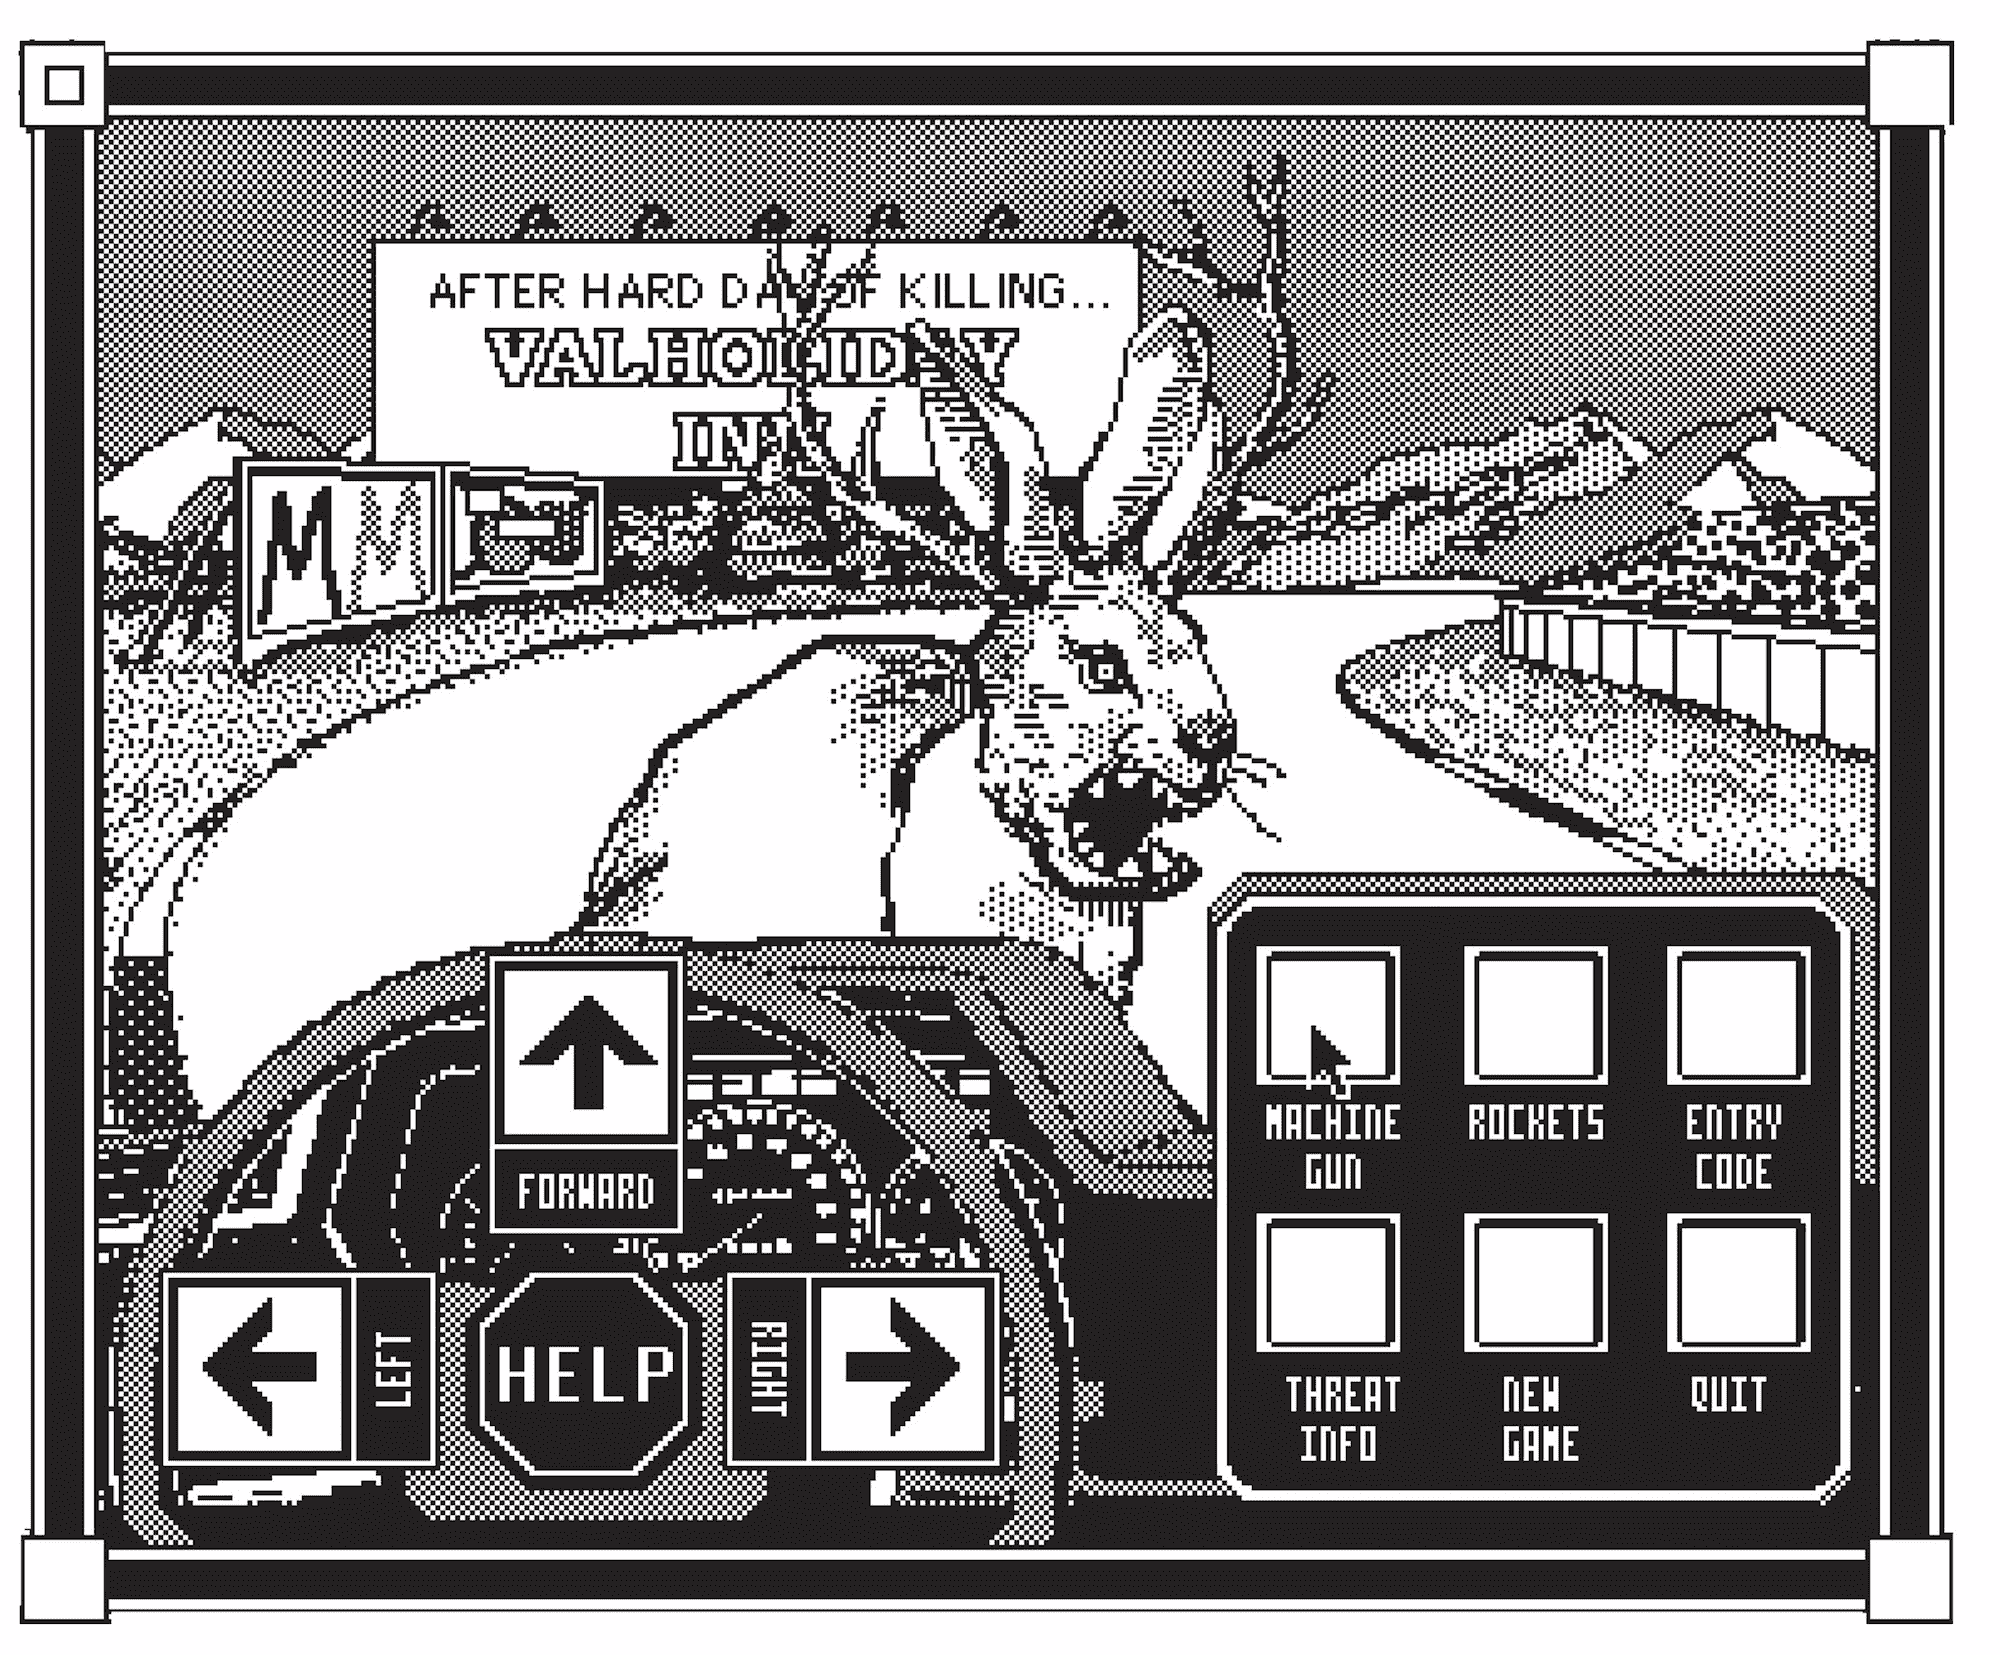 AFTER HARD DAY OF KILLING...
VALHOLIDAY
INN
M M
FORWARD
LEFT
HELP
RIGHT
MACHINE
GUN
ROCKETS
ENTRY
CODE
THREAT
INFO
NEW
GAME
QUIT